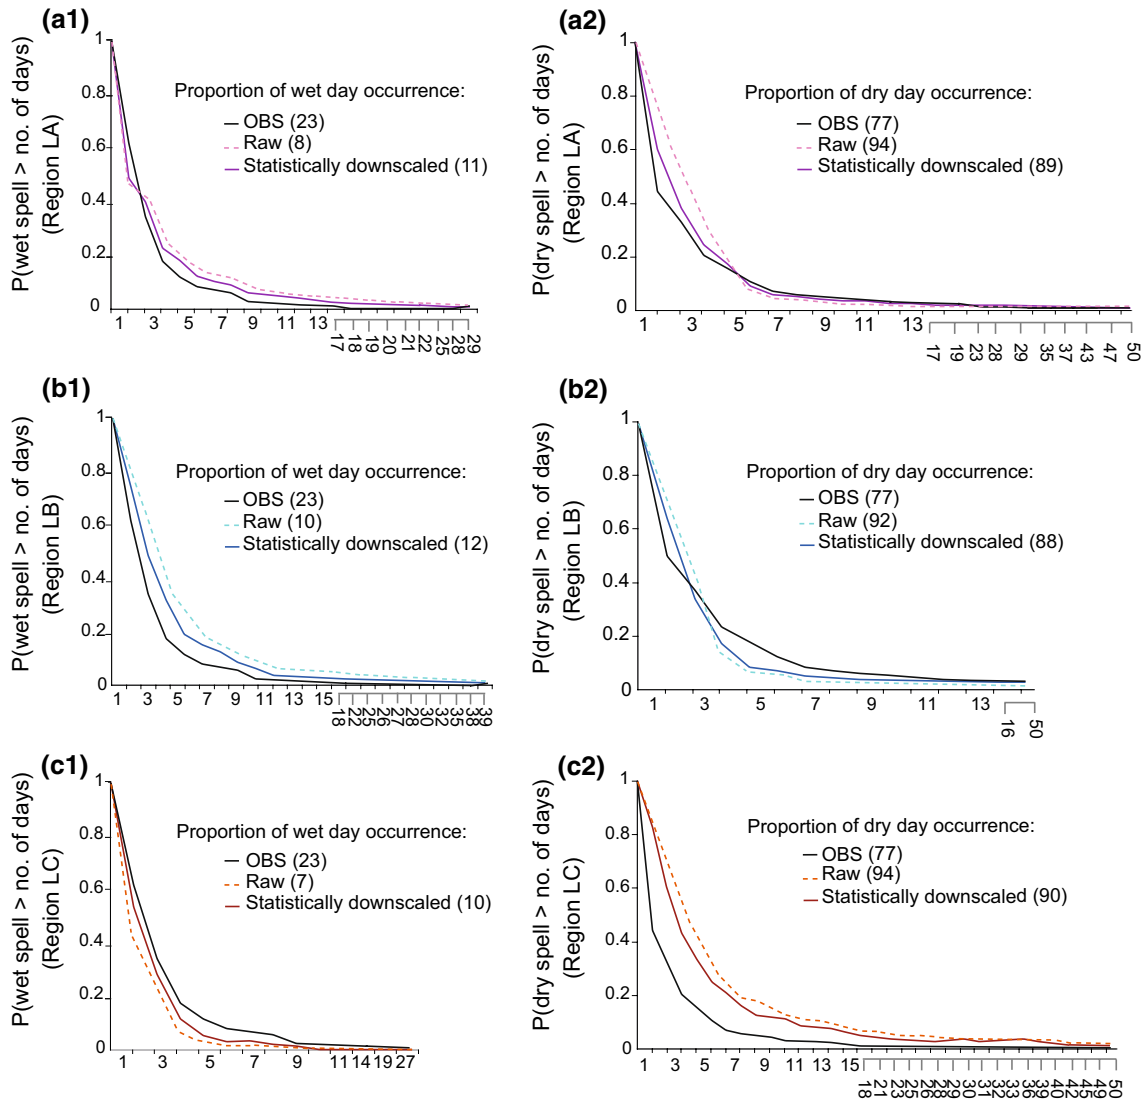 (a1)
P(wet spell > no. of days)
(Region LA)
1
0.8
0.6
0.4
0.2
0
Proportion of wet day occurrence:
OBS (23)
Raw (8)
Statistically downscaled (11)
1 3 5 7 9 11 13
17 18 19 20 21 22 25 28 29
(a2)
P(dry spell > no. of days)
(Region LA)
1
0.8
0.6
0.4
0.2
0
Proportion of dry day occurrence:
OBS (77)
Raw (94)
Statistically downscaled (89)
1 3 5 7 9 11 13
17 19 23 28 29 35 37 43 47 50
(b1)
P(wet spell > no. of days)
(Region LB)
1
0.8
0.6
0.4
0.2
0
Proportion of wet day occurrence:
OBS (23)
Raw (10)
Statistically downscaled (12)
1 3 5 7 9 11 13 15
18 22 25 26 27 28 30 32 35 38 39
(b2)
P(dry spell > no. of days)
(Region LB)
1
0.8
0.6
0.4
0.2
0
Proportion of dry day occurrence:
OBS (77)
Raw (92)
Statistically downscaled (88)
1 3 5 7 9 11 13
16 50
(c1)
P(wet spell > no. of days)
(Region LC)
1
0.8
0.6
0.4
0.2
0
Proportion of wet day occurrence:
OBS (23)
Raw (7)
Statistically downscaled (10)
1 3 5 7 9 11 14 19 27
(c2)
P(dry spell > no. of days)
(Region LC)
1
0.8
0.6
0.4
0.2
0
Proportion of dry day occurrence:
OBS (77)
Raw (94)
Statistically downscaled (90)
1 3 5 7 9 11 13 15
18 21 23 25 26 28 29 30 31 32 33 36 39 40 42 45 49 50